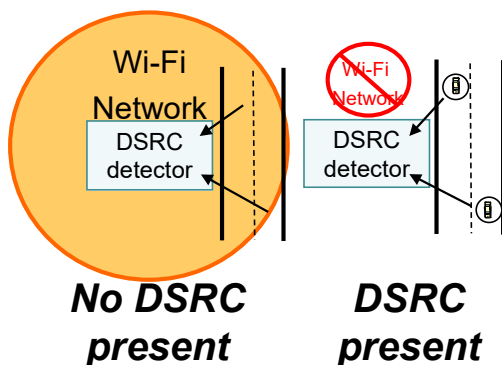 Wi-Fi
Network
DSRC
detector
No DSRC
present
Wi-Fi
Network
DSRC
detector
DSRC
present